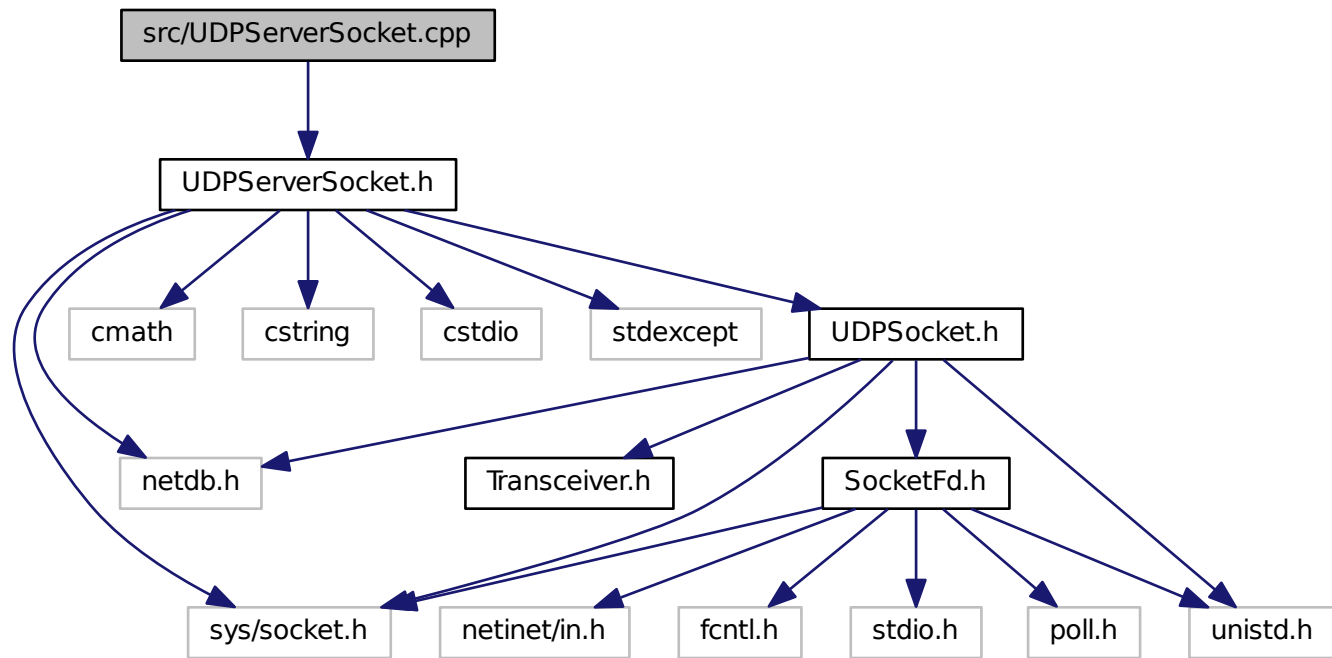 src/UDPServerSocket.cpp
UDPServerSocket.h
cmath
cstring
cstdio
stdexcept
UDPSocket.h
netdb.h
Transceiver.h
SocketFd.h
sys/socket.h
netinet/in.h
fcntl.h
stdio.h
poll.h
unistd.h